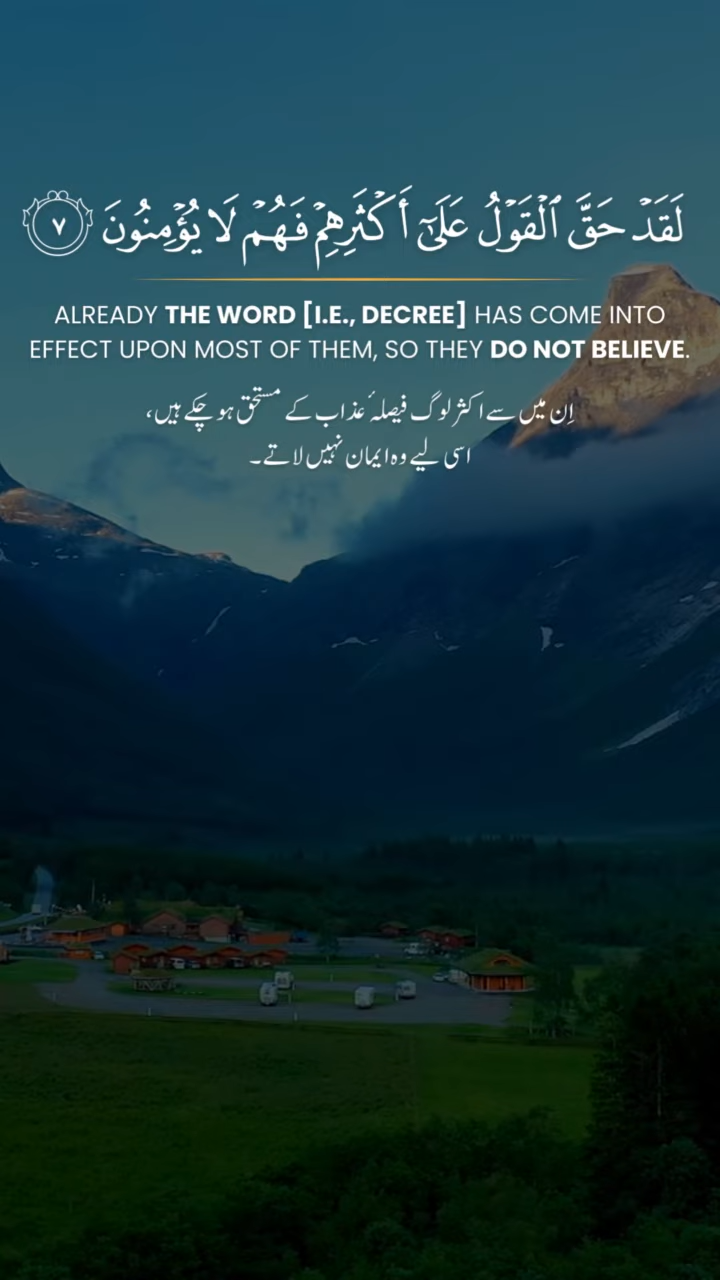 لَقَدۡ حَقَّ ٱلۡقَوۡلُ عَلَىٰٓ أَكۡثَرِهِمۡ فَهُمۡ لَا يُؤۡمِنُونَ ٧
ALREADY THE WORD [I.E., DECREE] HAS COME INTO
EFFECT UPON MOST OF THEM, SO THEY DO NOT BELIEVE.
اِن میں سے اکثر لوگ فیصلہٴ عذاب کے مستحق ہو چکے ہیں،
اسی لیے وہ ایمان نہیں لاتے۔